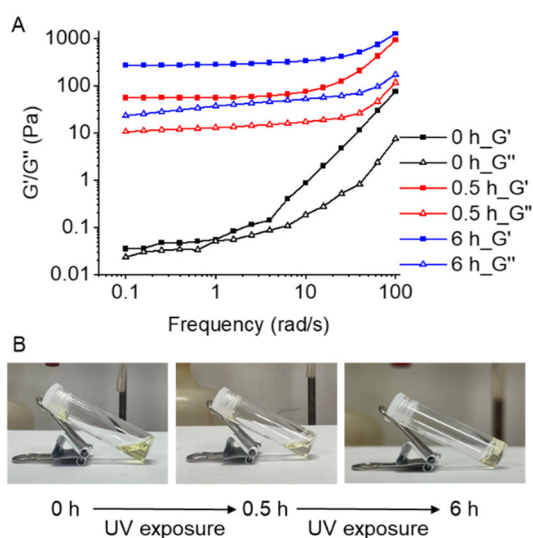 A
G'/G" (Pa)
1000
100
10
1
0.1
0.01
0.1 1 10 100
Frequency (rad/s)
0 h_G'
0 h_G"
0.5 h_G'
0.5 h_G"
6 h_G'
6 h_G"
B
0 h 0.5 h 6 h
UV exposure UV exposure